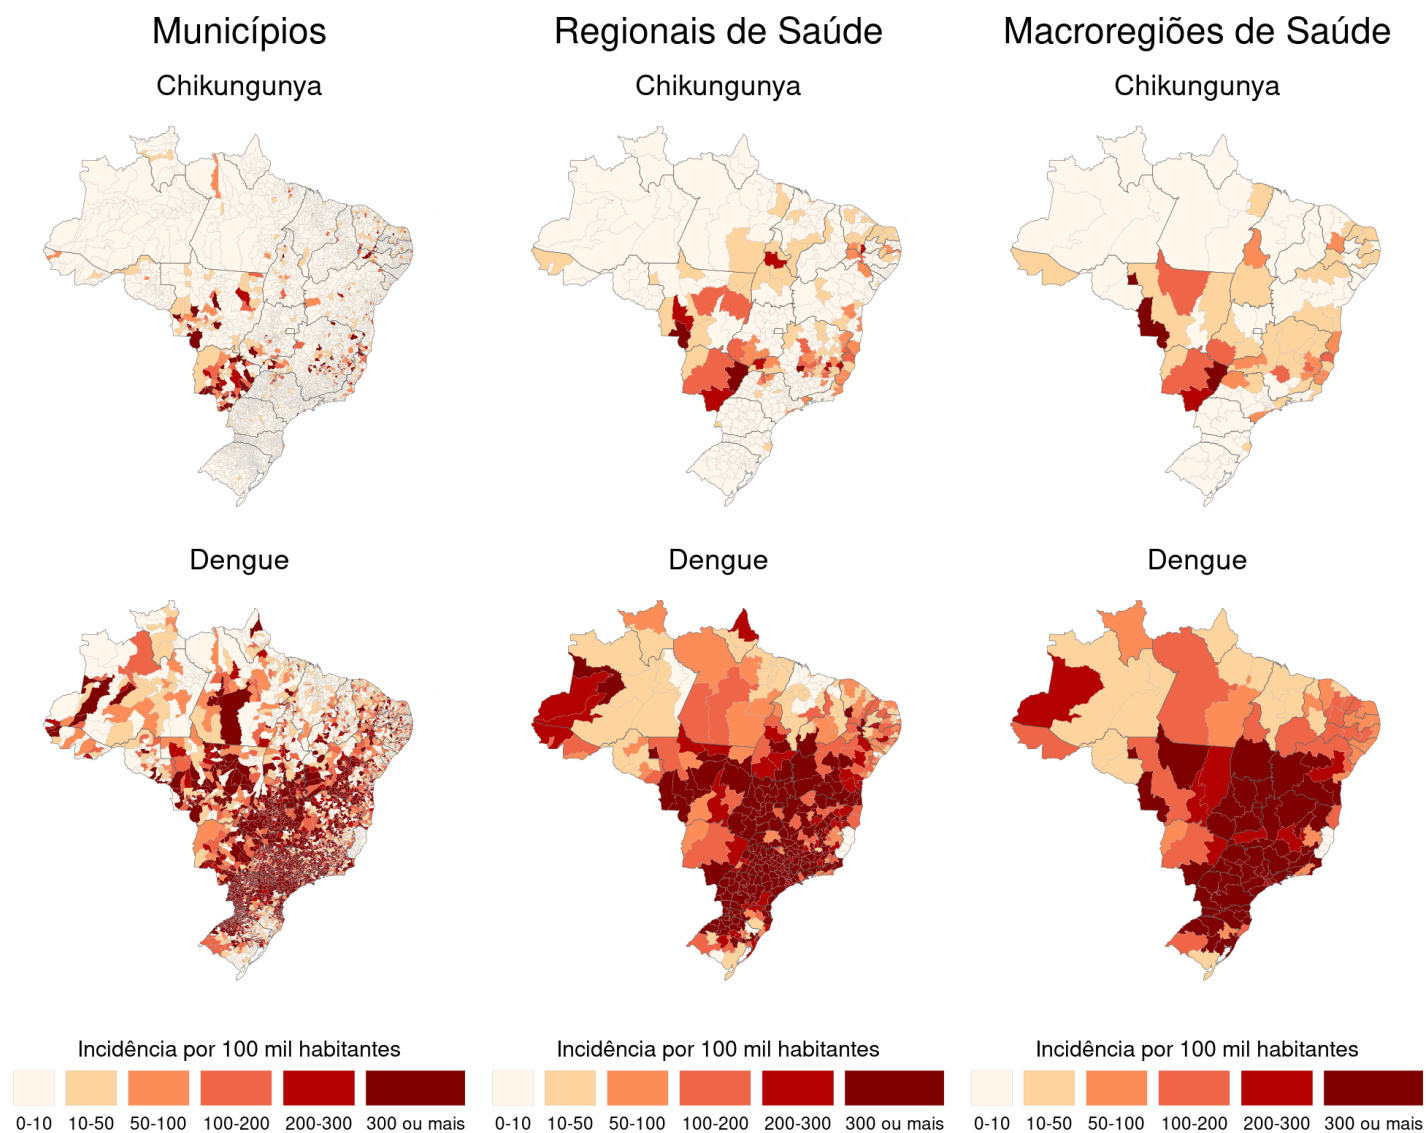 Municípios
Regionais de Saúde
Macroregiões de Saúde
Chikungunya
Chikungunya
Chikungunya
Dengue
Dengue
Dengue
Incidência por 100 mil habitantes
0-10 10-50 50-100 100-200 200-300 300 ou mais
Incidência por 100 mil habitantes
0-10 10-50 50-100 100-200 200-300 300 ou mais
Incidência por 100 mil habitantes
0-10 10-50 50-100 100-200 200-300 300 ou mais